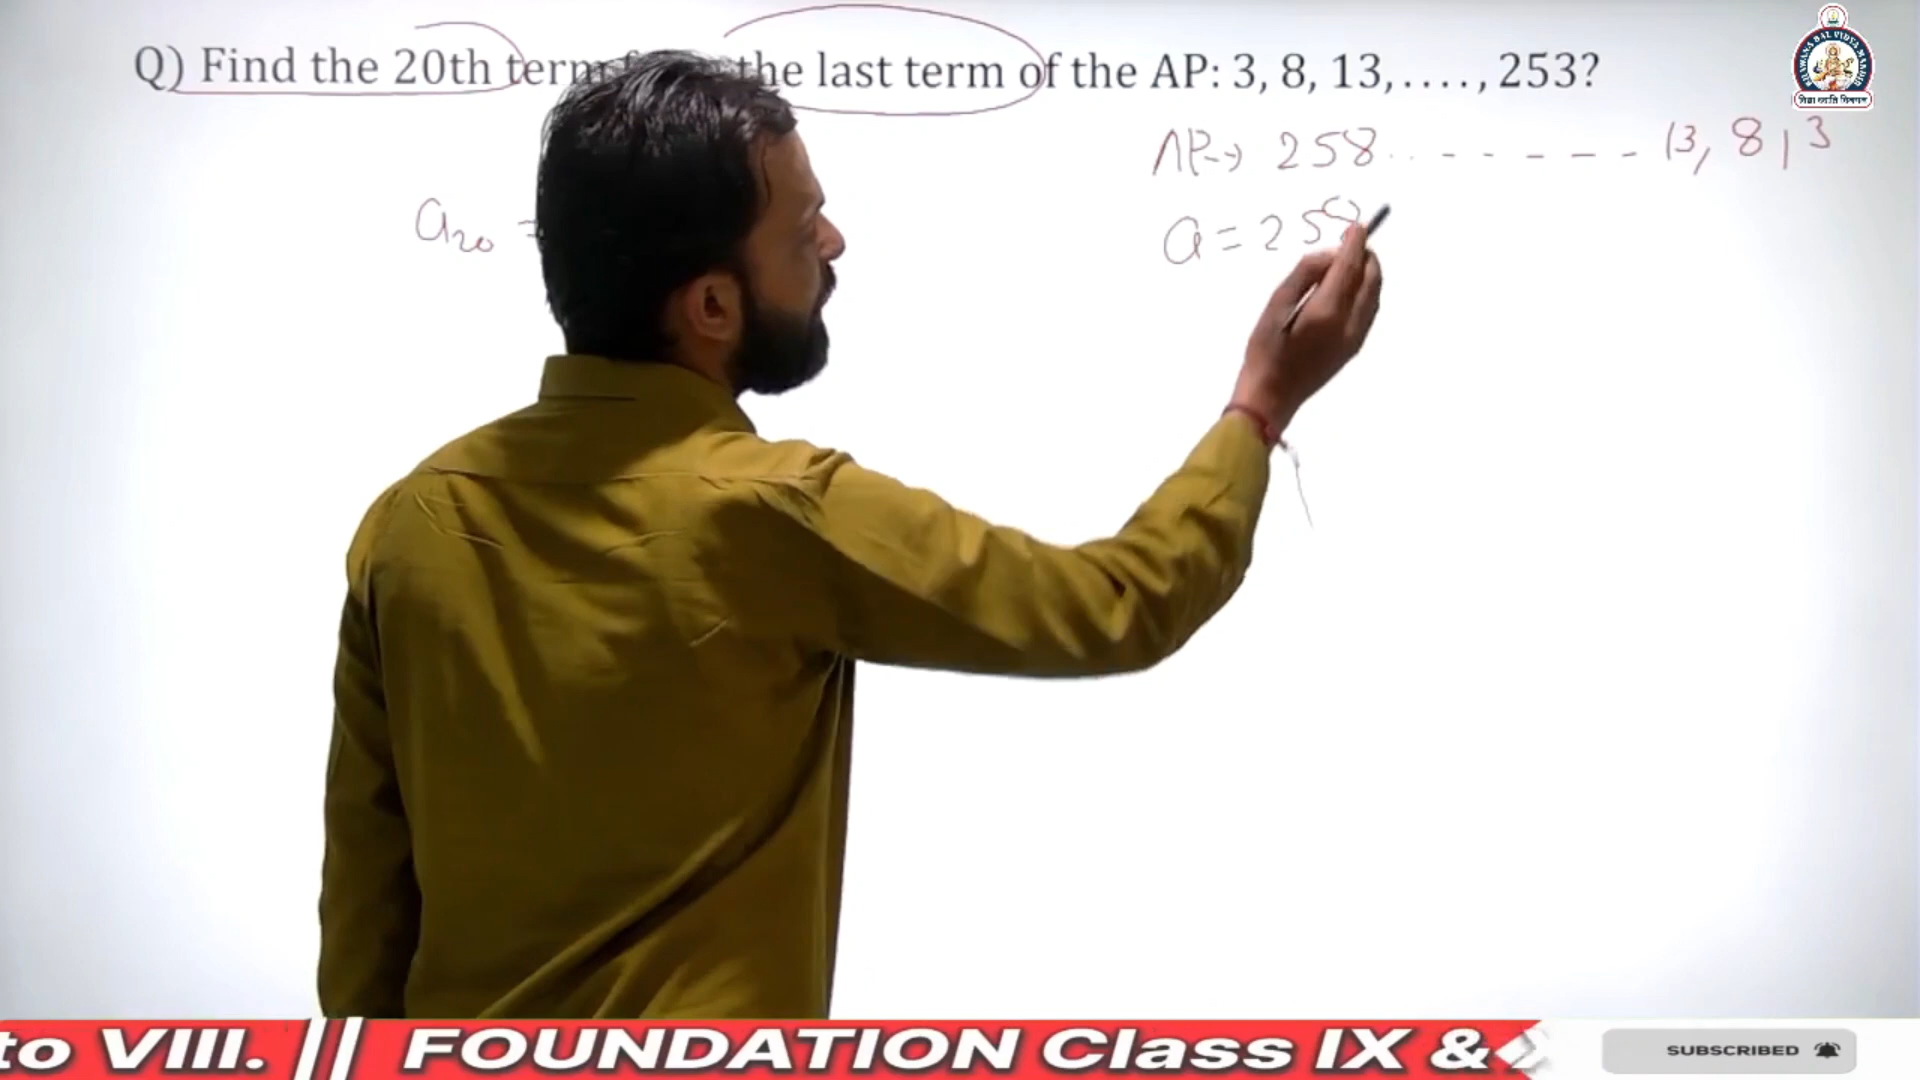 Q) Find the 20th term the last term of the AP: 3, 8, 13, . . . . , 253?
AP→ 258 . . - - - - - 13, 8, 3
a₂₀ =
a = 258
to VIII. || FOUNDATION Class IX &
SUBSCRIBED